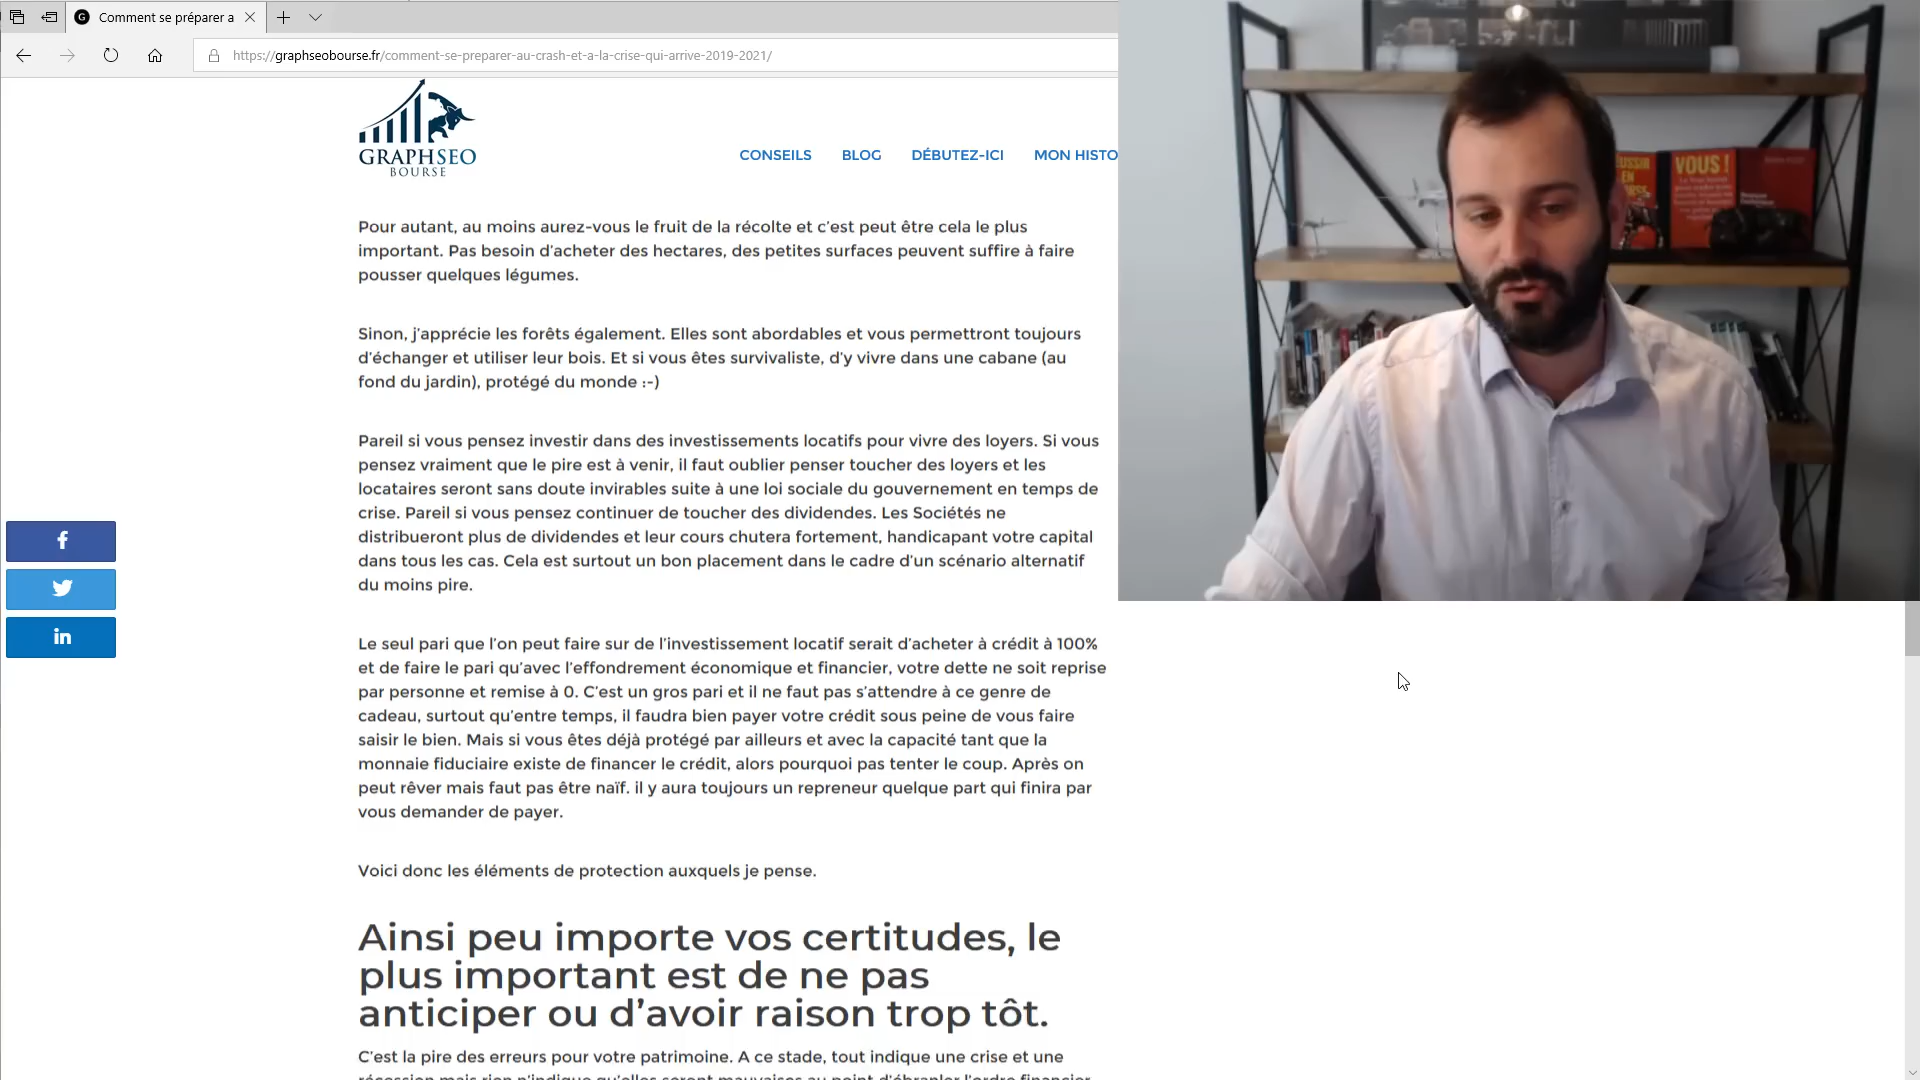 Comment se préparer a
https://graphseobourse.fr/comment-se-preparer-au-crash-et-a-la-crise-qui-arrive-2019-2021/
GRAPHSEO
BOURSE
CONSEILS BLOG DÉBUTEZ-ICI MON HISTO
Pour autant, au moins aurez-vous le fruit de la récolte et c'est peut être cela le plus
important. Pas besoin d'acheter des hectares, des petites surfaces peuvent suffire à faire
pousser quelques légumes.
Sinon, j'apprécie les forêts également. Elles sont abordables et vous permettront toujours
d'échanger et utiliser leur bois. Et si vous êtes survivaliste, d'y vivre dans une cabane (au
fond du jardin), protégé du monde :-)
Pareil si vous pensez investir dans des investissements locatifs pour vivre des loyers. Si vous
pensez vraiment que le pire est à venir, il faut oublier penser toucher des loyers et les
locataires seront sans doute invirables suite à une loi sociale du gouvernement en temps de
crise. Pareil si vous pensez continuer de toucher des dividendes. Les Sociétés ne
distribueront plus de dividendes et leur cours chutera fortement, handicapant votre capital
dans tous les cas. Cela est surtout un bon placement dans le cadre d'un scénario alternatif
du moins pire.
Le seul pari que l'on peut faire sur de l'investissement locatif serait d'acheter à crédit à 100%
et de faire le pari qu'avec l'effondrement économique et financier, votre dette ne soit reprise
par personne et remise à 0. C'est un gros pari et il ne faut pas s'attendre à ce genre de
cadeau, surtout qu'entre temps, il faudra bien payer votre crédit sous peine de vous faire
saisir le bien. Mais si vous êtes déjà protégé par ailleurs et avec la capacité tant que la
monnaie fiduciaire existe de financer le crédit, alors pourquoi pas tenter le coup. Après on
peut rêver mais faut pas être naïf. il y aura toujours un repreneur quelque part qui finira par
vous demander de payer.
Voici donc les éléments de protection auxquels je pense.
Ainsi peu importe vos certitudes, le
plus important est de ne pas
anticiper ou d'avoir raison trop tôt.
C'est la pire des erreurs pour votre patrimoine. A ce stade, tout indique une crise et une
récession mais rien n'indique qu'elles seront mauvaises au point d'ébranler l'ordre financier
VOUS !